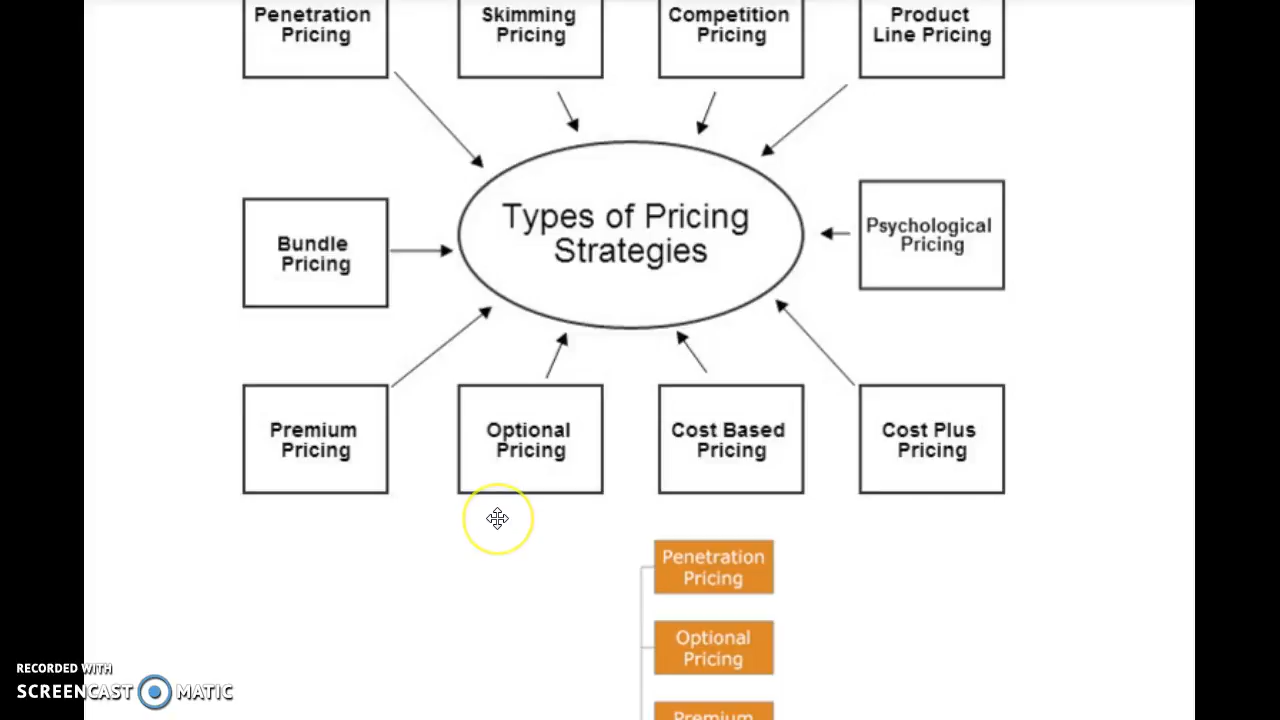 Penetration
Pricing
Skimming
Pricing
Competition
Pricing
Product
Line Pricing
Types of Pricing
Strategies
Bundle
Pricing
Psychological
Pricing
Premium
Pricing
Optional
Pricing
Cost Based
Pricing
Cost Plus
Pricing
Penetration
Pricing
Optional
Pricing
Premium
RECORDED WITH
SCREENCAST MATIC